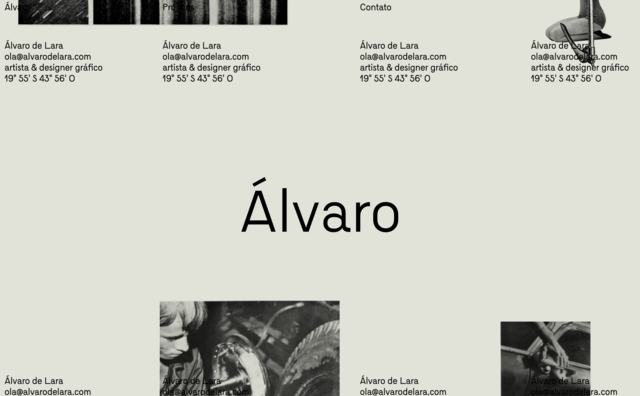 Álvaro
Projetos
Contato
Álvaro de Lara
ola@alvarodelara.com
artista & designer gráfico
19° 55' S 43° 56' O
Álvaro de Lara
ola@alvarodelara.com
artista & designer gráfico
19° 55' S 43° 56' O
Álvaro de Lara
ola@alvarodelara.com
artista & designer gráfico
19° 55' S 43° 56' O
Álvaro de Lara
ola@alvarodelara.com
artista & designer gráfico
19° 55' S 43° 56' O
Álvaro
Álvaro de Lara
ola@alvarodelara.com
Álvaro de Lara
ola@alvarodelara.com
Álvaro de Lara
ola@alvarodelara.com
Álvaro de Lara
ola@alvarodelara.com